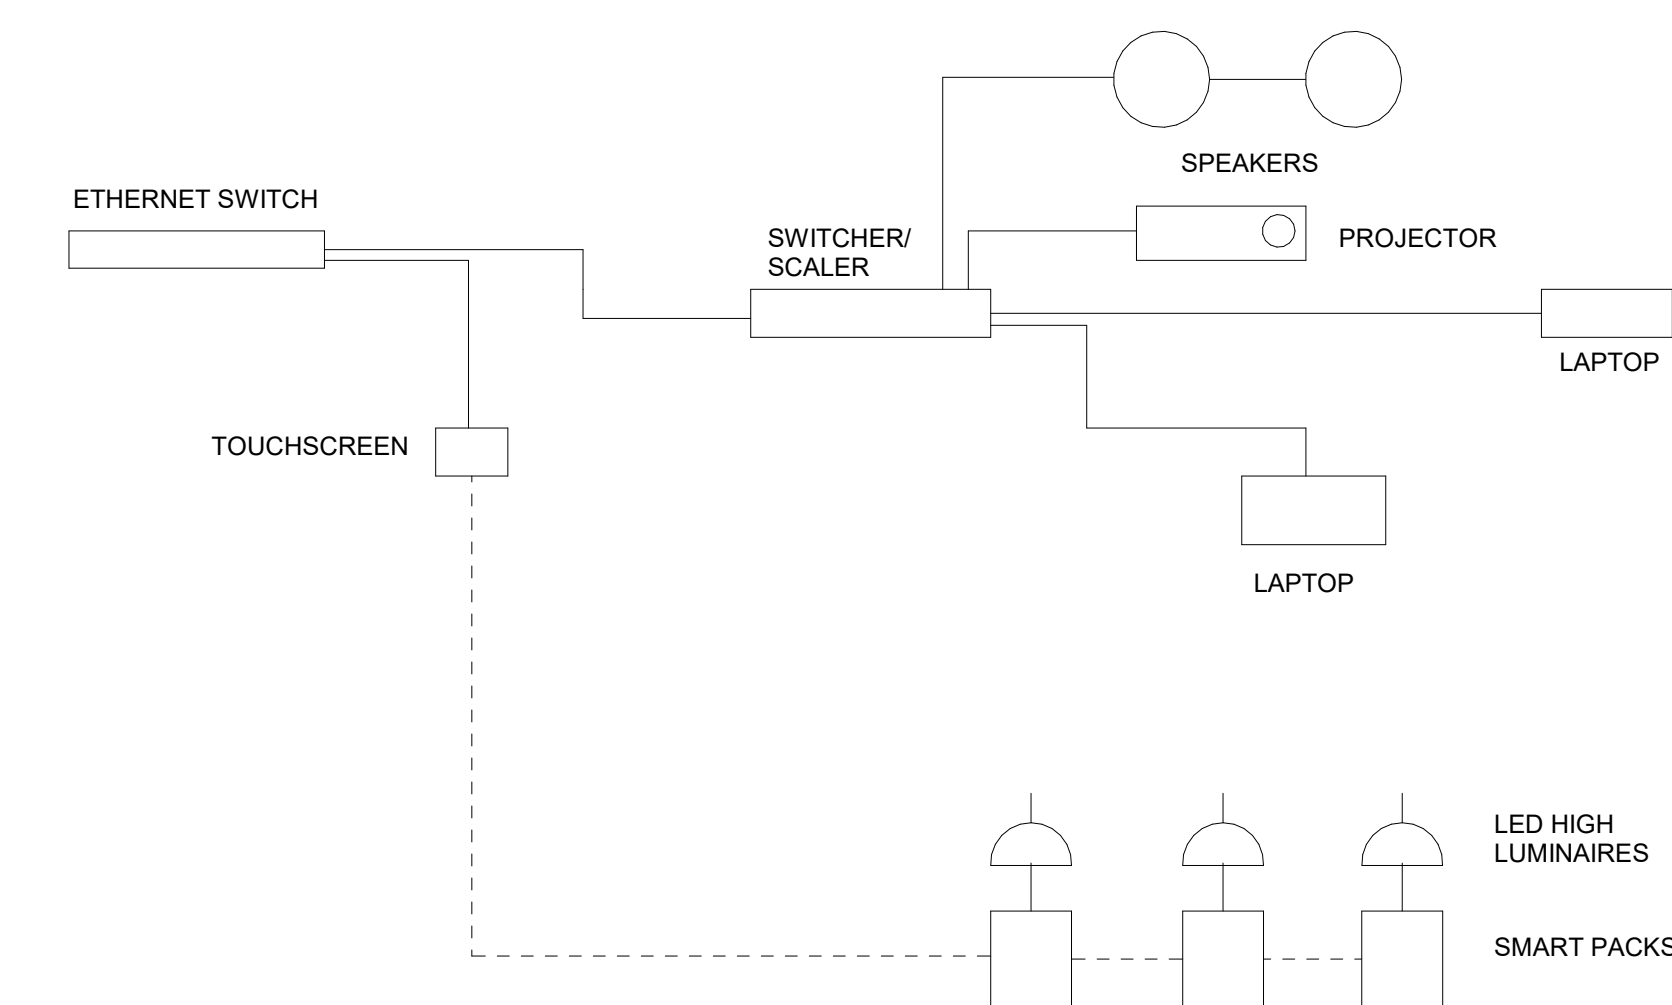 SPEAKERS
ETHERNET SWITCH
SWITCHER/
SCALER
PROJECTOR
LAPTOP
TOUCHSCREEN
LAPTOP
LED HIGH
LUMINAIRES
SMART PACKS